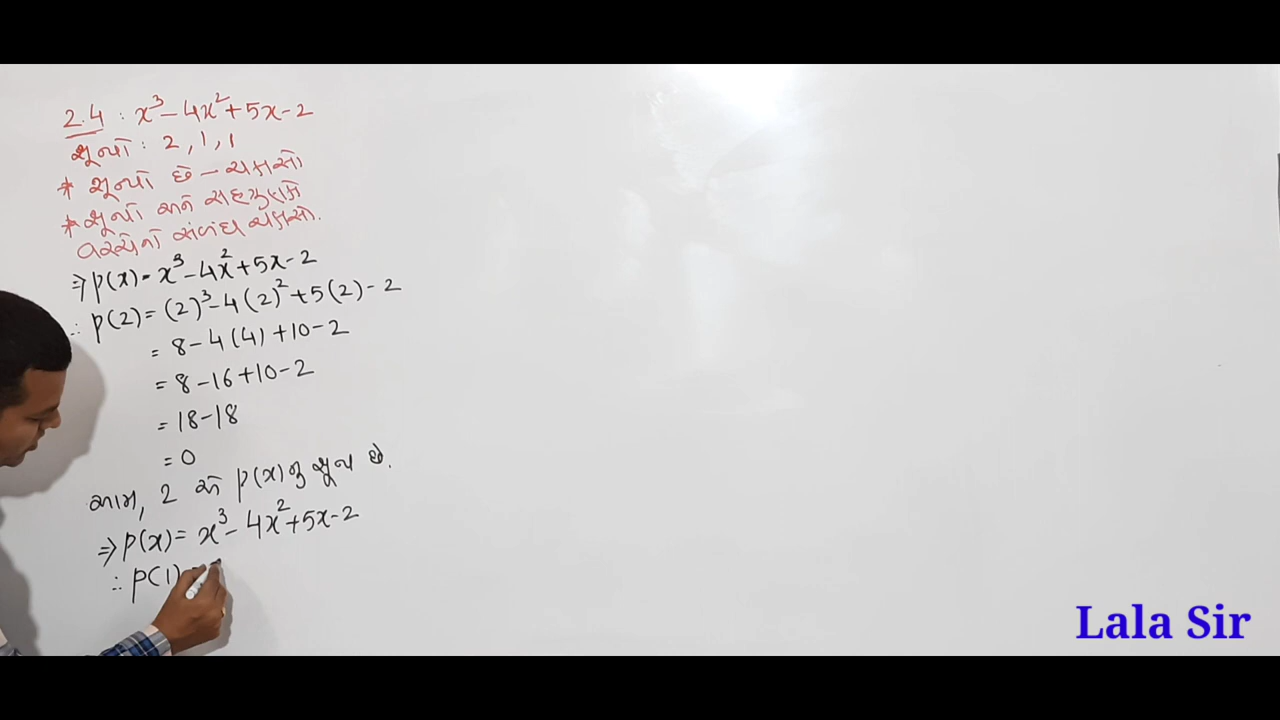 2.4 : x³ – 4x² + 5x – 2
શૂન્યો : 2 , 1 , 1
* શૂન્યો છે – ચકાસો
* શૂન્યો અને સહગુણકો
વચ્ચેનો સંબંધ ચકાસો.
⇒ p(x) = x³ – 4x² + 5x – 2
∴ p(2) = (2)³ – 4(2)² + 5(2) – 2
= 8 – 4(4) + 10 – 2
= 8 – 16 + 10 – 2
= 18 – 18
= 0
આમ, 2 એ p(x)નું શૂન્ય છે.
⇒ p(x) = x³ – 4x² + 5x – 2
∴ p(1) =
Lala Sir